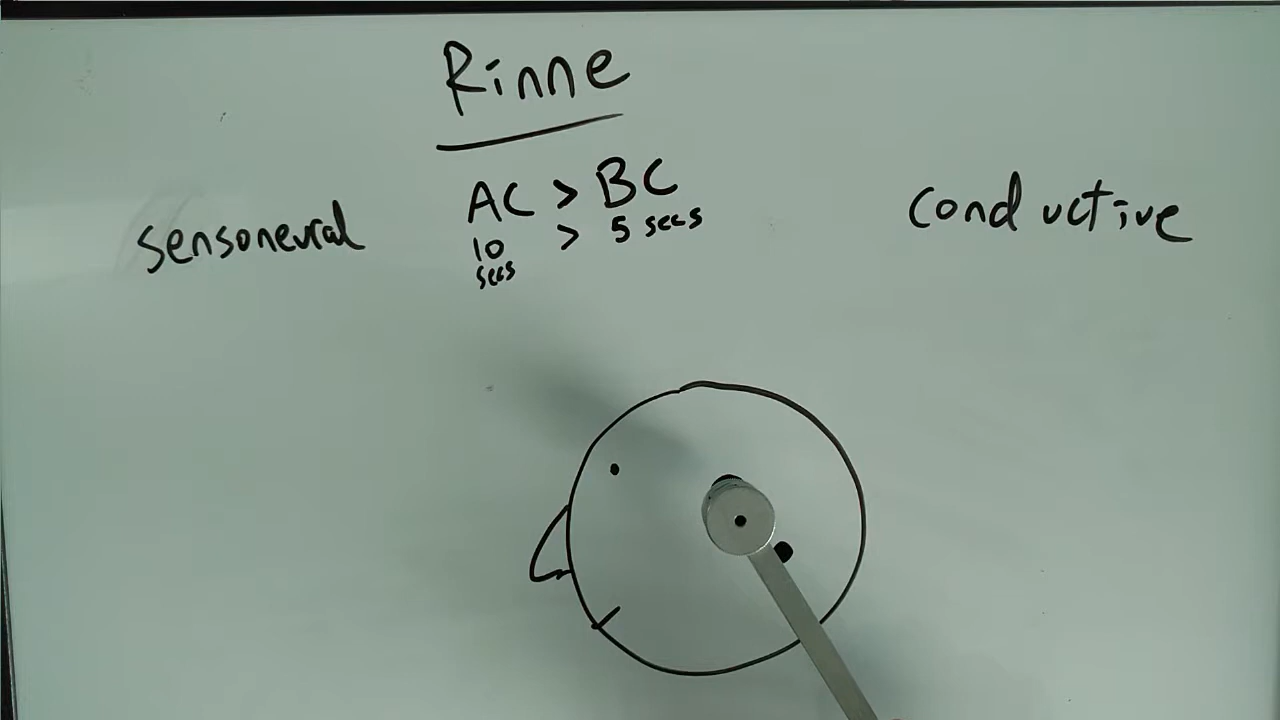 Rinne
AC > BC
10 secs > 5 secs
sensoneural
conductive